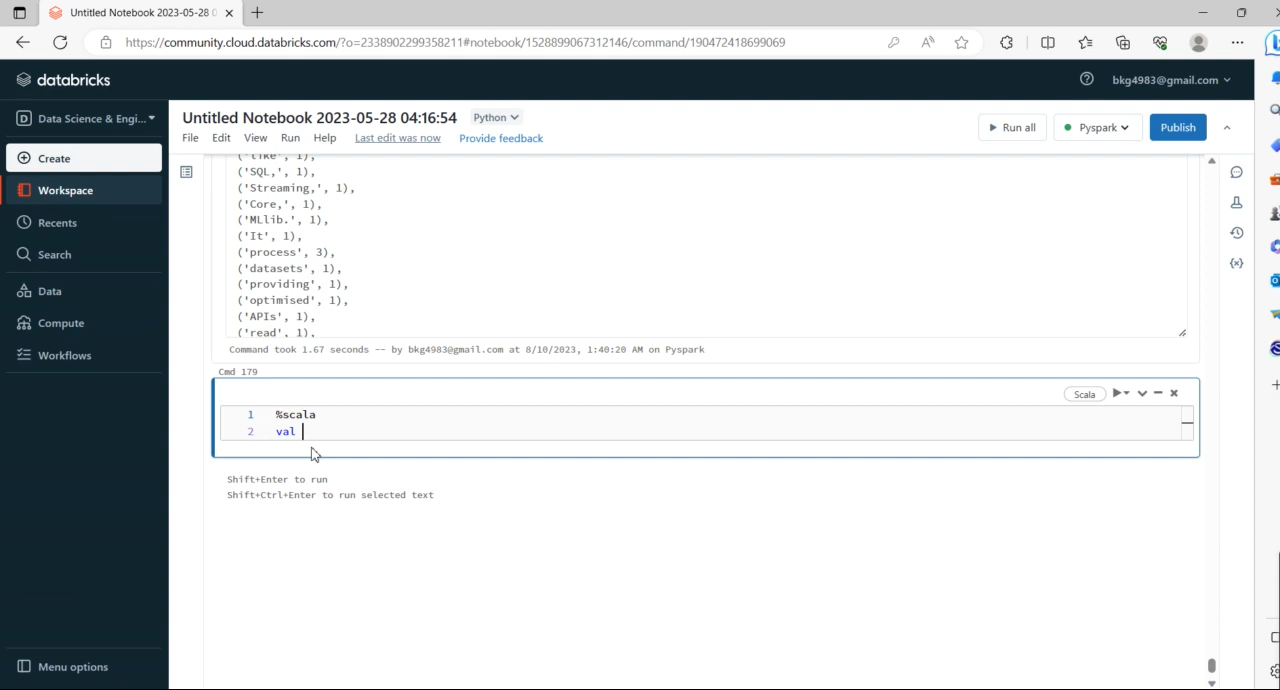 Untitled Notebook 2023-05-28 0
https://community.cloud.databricks.com/?o=2338902299358211#notebook/1528899067312146/command/190472418699069
databricks
bkg4983@gmail.com
D Data Science & Engi...
Untitled Notebook 2023-05-28 04:16:54 Python
File Edit View Run Help Last edit was now Provide feedback
Run all
Pyspark
Publish
Create
Workspace
Recents
Search
Data
Compute
Workflows
Menu options
('like', 1),
('SQL,', 1),
('Streaming,', 1),
('Core,', 1),
('MLlib.', 1),
('It', 1),
('process', 3),
('datasets', 1),
('providing', 1),
('optimised', 1),
('APIs', 1),
('read', 1),
Command took 1.67 seconds -- by bkg4983@gmail.com at 8/10/2023, 1:40:20 AM on Pyspark
Cmd 179
Scala
1 %scala
2 val
Shift+Enter to run
Shift+Ctrl+Enter to run selected text